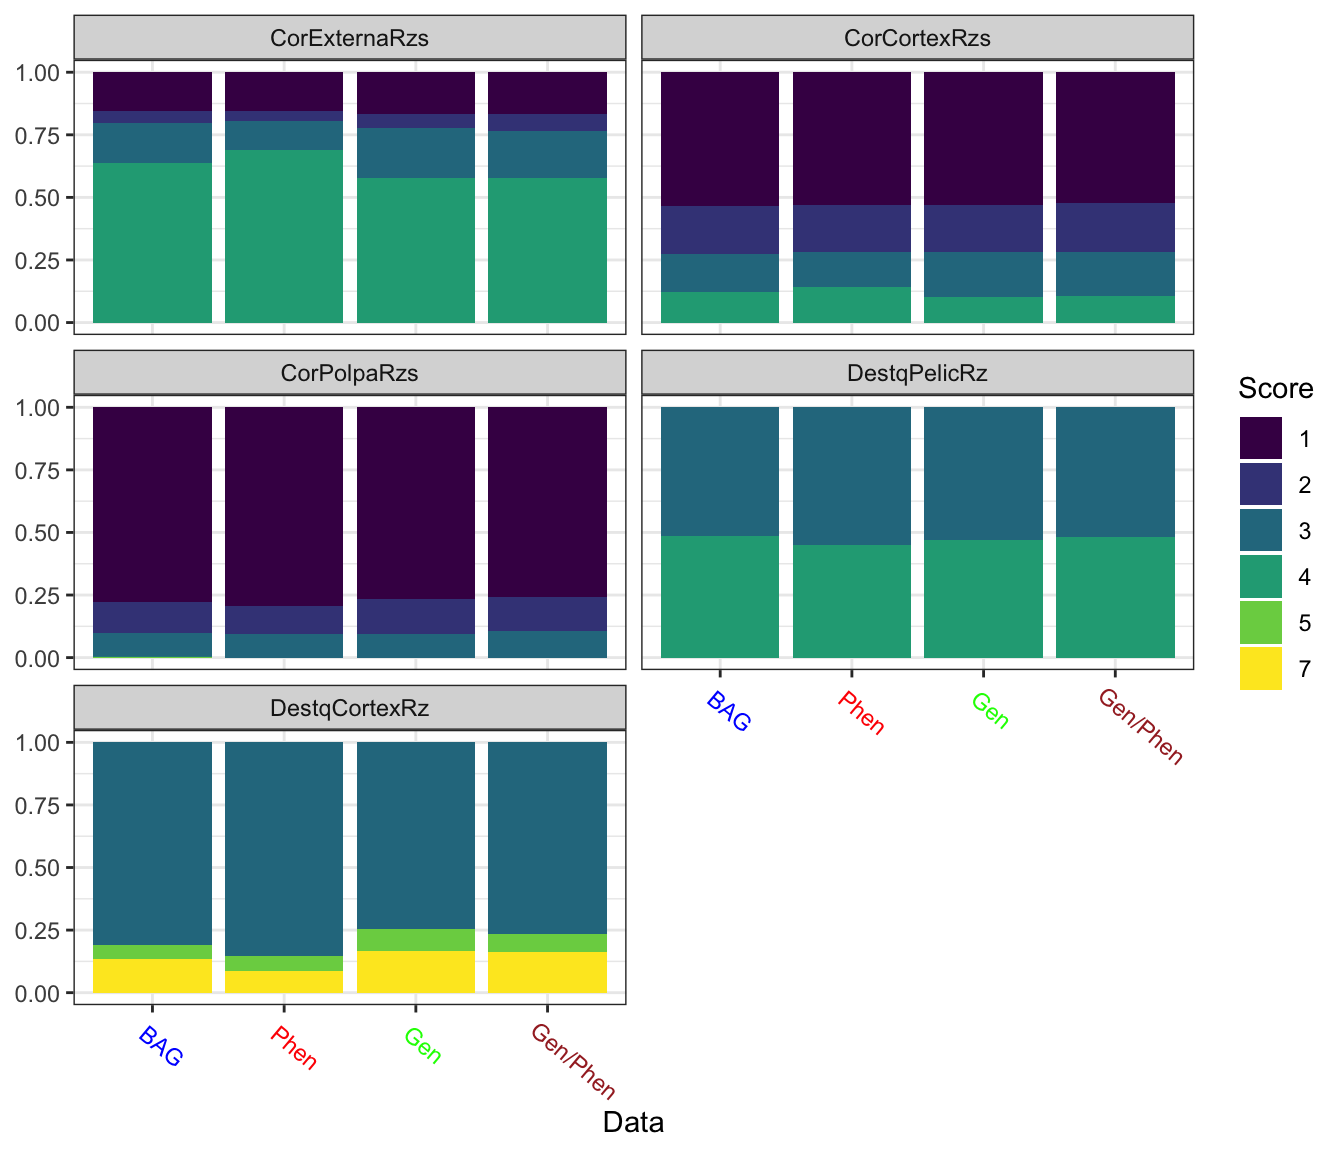 CorExternaRzs
CorCortexRzs
1.00
0.75
0.50
0.25
0.00
CorPolpaRzs
DestqPelicRz
1.00
0.75
0.50
0.25
0.00
BAG
Phen
Gen
Gen/Phen
DestqCortexRz
1.00
0.75
0.50
0.25
0.00
BAG
Phen
Gen
Gen/Phen
Data
Score
1
2
3
4
5
7